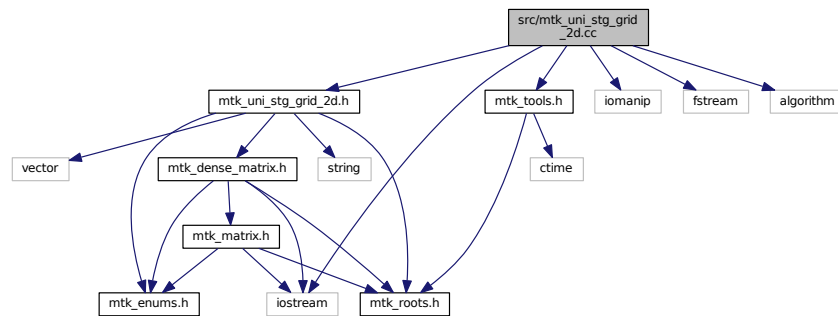 src/mtk_uni_stg_grid
_2d.cc
mtk_uni_stg_grid_2d.h
mtk_tools.h
iomanip
fstream
algorithm
vector
mtk_dense_matrix.h
string
ctime
mtk_matrix.h
mtk_enums.h
iostream
mtk_roots.h